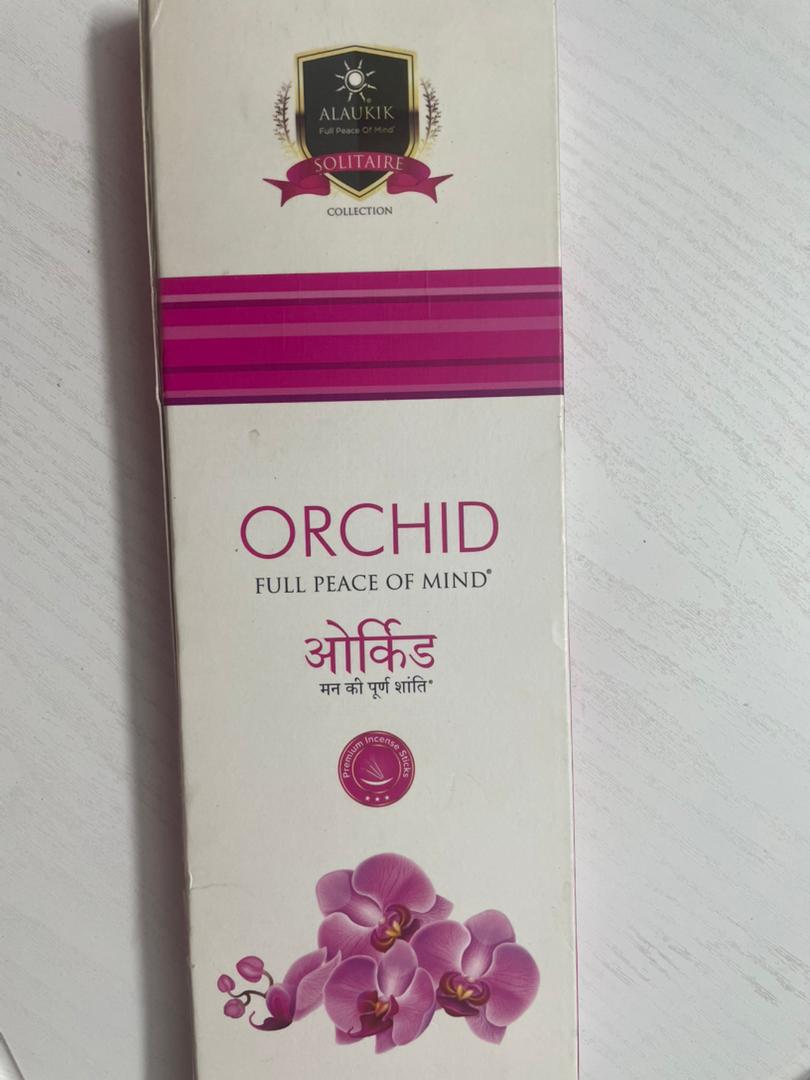 ALAUKIK®
Full Peace Of Mind®
SOLITAIRE
COLLECTION
ORCHID
FULL PEACE OF MIND®
ओर्किड
मन की पूर्ण शांति®
Premium Incense Sticks